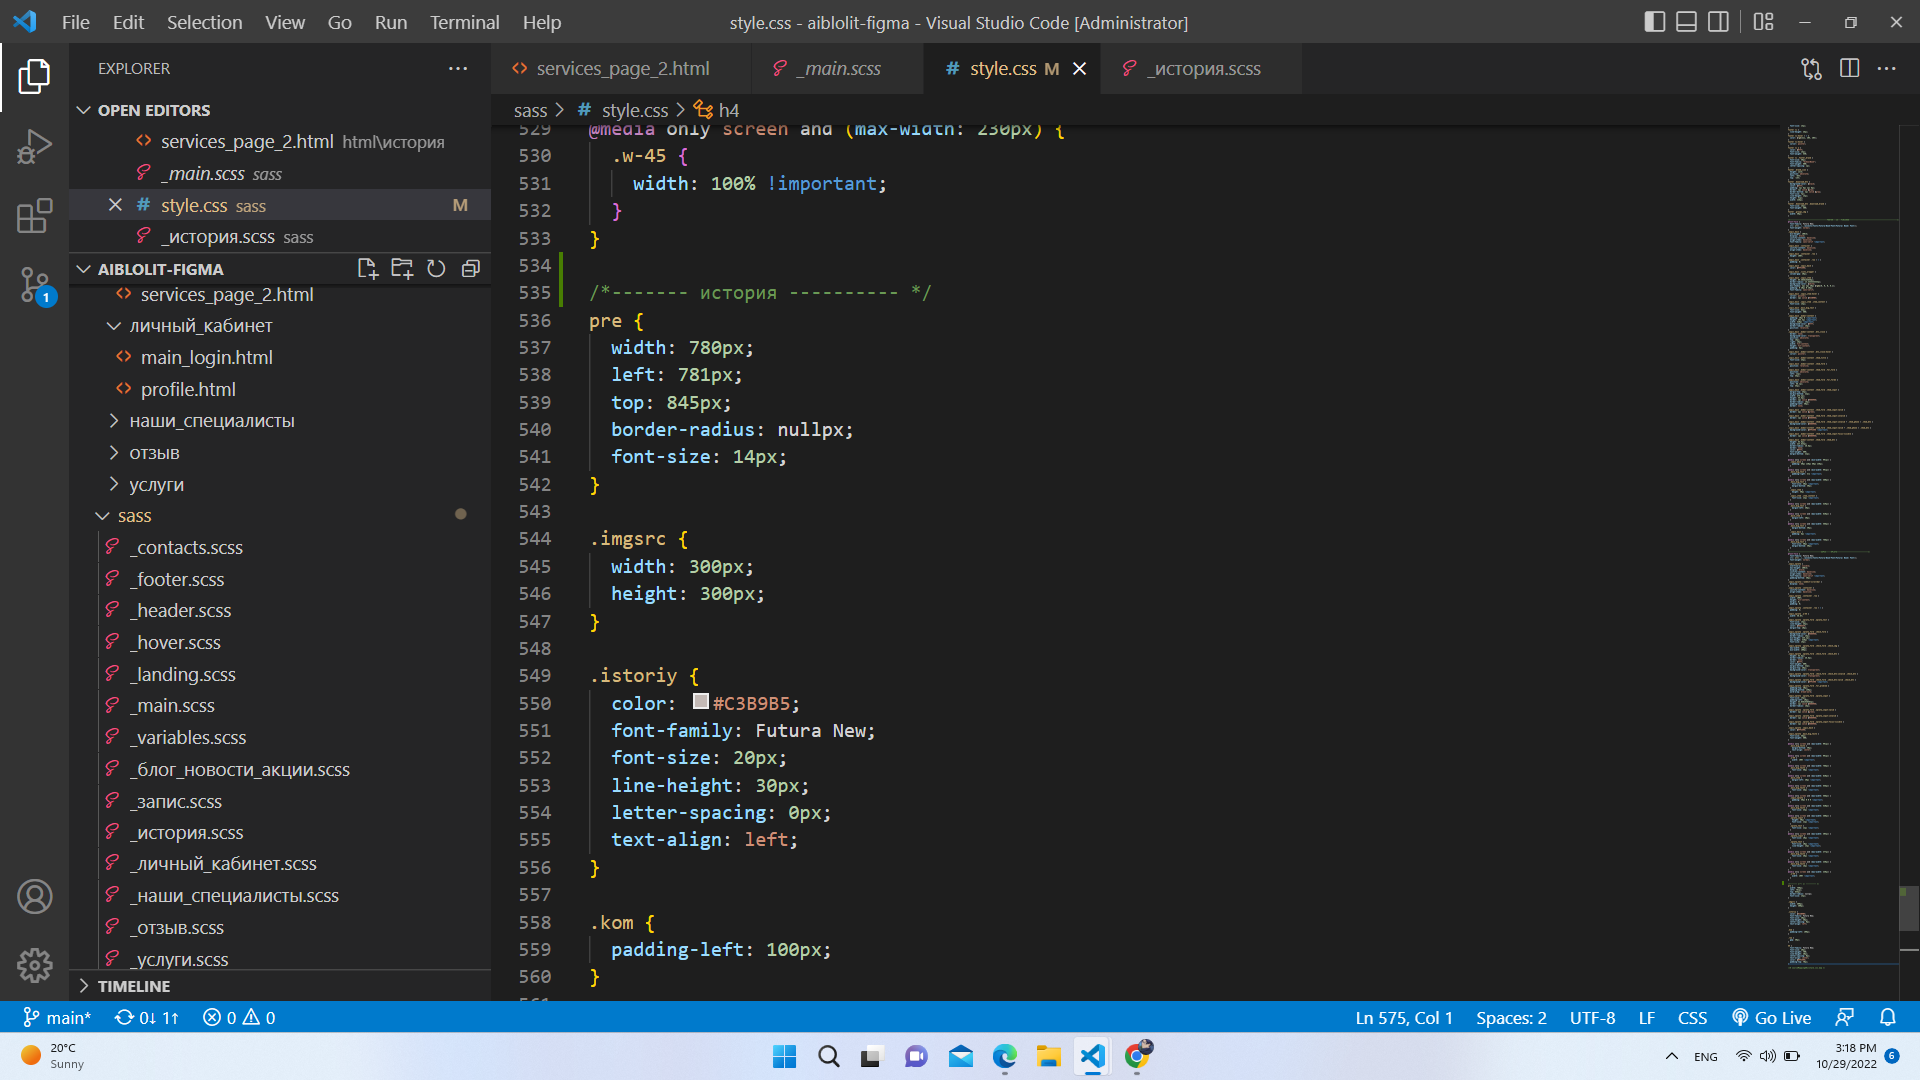 File Edit Selection View Go Run Terminal Help
style.css - aiblolit-figma - Visual Studio Code [Administrator]
EXPLORER
OPEN EDITORS
services_page_2.html html\история
_main.scss sass
style.css sass M
_история.scss sass
AIBLOLIT-FIGMA
services_page_2.html
личный_кабинет
main_login.html
profile.html
наши_специалисты
отзыв
услуги
sass
_contacts.scss
_footer.scss
_header.scss
_hover.scss
_landing.scss
_main.scss
_variables.scss
_блог_новости_акции.scss
_запис.scss
_история.scss
_личный_кабинет.scss
_наши_специалисты.scss
_отзыв.scss
_услуги.scss
TIMELINE
1
services_page_2.html
_main.scss
# style.css M
_история.scss
sass > # style.css > h4
529 @media only screen and (max-width: 230px) {
530 .w-45 {
531 width: 100% !important;
532 }
533 }
534
535 /*------- история ---------- */
536 pre {
537 width: 780px;
538 left: 781px;
539 top: 845px;
540 border-radius: nullpx;
541 font-size: 14px;
542 }
543
544 .imgsrc {
545 width: 300px;
546 height: 300px;
547 }
548
549 .istoriy {
550 color: #C3B9B5;
551 font-family: Futura New;
552 font-size: 20px;
553 line-height: 30px;
554 letter-spacing: 0px;
555 text-align: left;
556 }
557
558 .kom {
559 padding-left: 100px;
560 }
main* 0↓ 1↑ 0 0
Ln 575, Col 1 Spaces: 2 UTF-8 LF CSS Go Live
20°C
Sunny
ENG
3:18 PM
10/29/2022
6